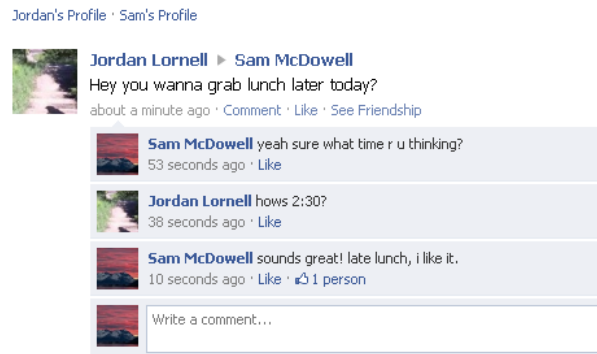 Jordan's Profile · Sam's Profile
Jordan Lornell ▶ Sam McDowell
Hey you wanna grab lunch later today?
about a minute ago · Comment · Like · See Friendship
Sam McDowell yeah sure what time r u thinking?
53 seconds ago · Like
Jordan Lornell hows 2:30?
38 seconds ago · Like
Sam McDowell sounds great! late lunch, i like it.
10 seconds ago · Like · 1 person
Write a comment...